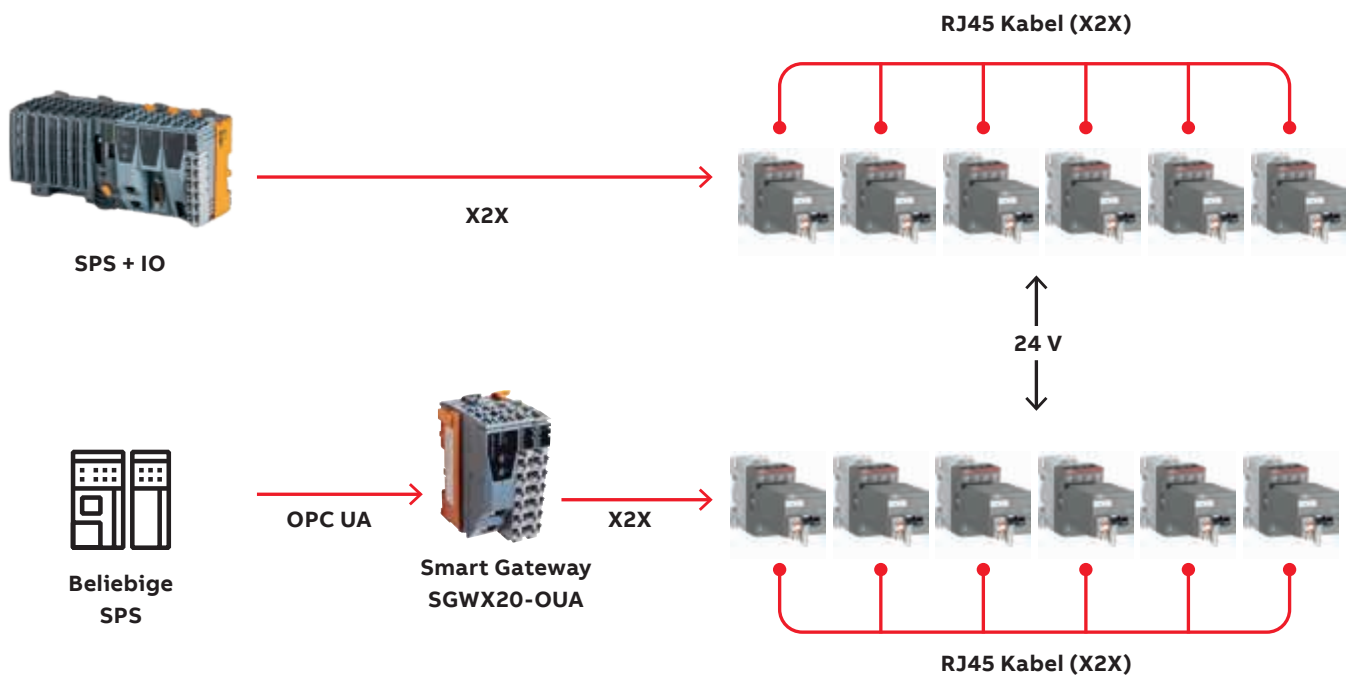 RJ45 Kabel (X2X)
X2X
SPS + IO
24 V
OPC UA
X2X
Beliebige
SPS
Smart Gateway
SGWX20-OUA
RJ45 Kabel (X2X)